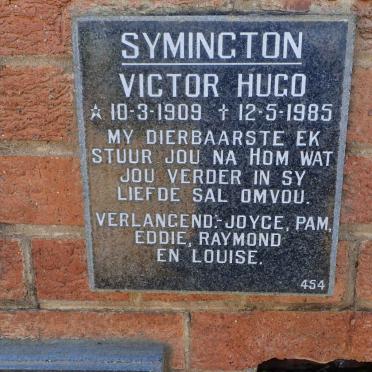 SYMINGTON
VICTOR HUGO
☆ 10-3-1909 ✝ 12-5-1985
MY DIERBAARSTE EK
STUUR JOU NA HOM WAT
JOU VERDER IN SY
LIEFDE SAL OMVOU.
VERLANGEND:-JOYCE, PAM,
EDDIE, RAYMOND
EN LOUISE.
454